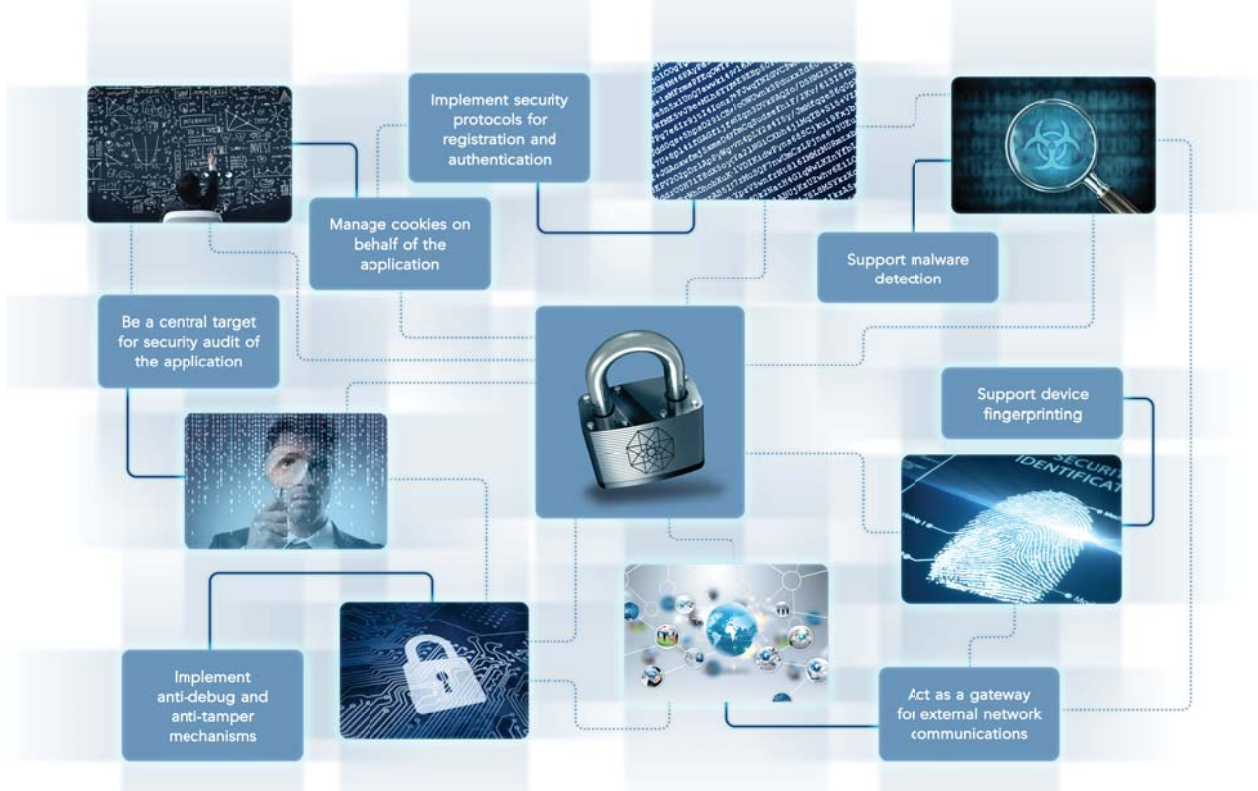 Implement security
protocols for
registration and
authentication
Manage cookies on
behalf of the
application
Support malware
detection
Be a central target
for security audit of
the application
Support device
fingerprinting
SECURITY
IDENTIFICAT
Implement
anti-debug and
anti-tamper
mechanisms
Act as a gateway
for external network
communications